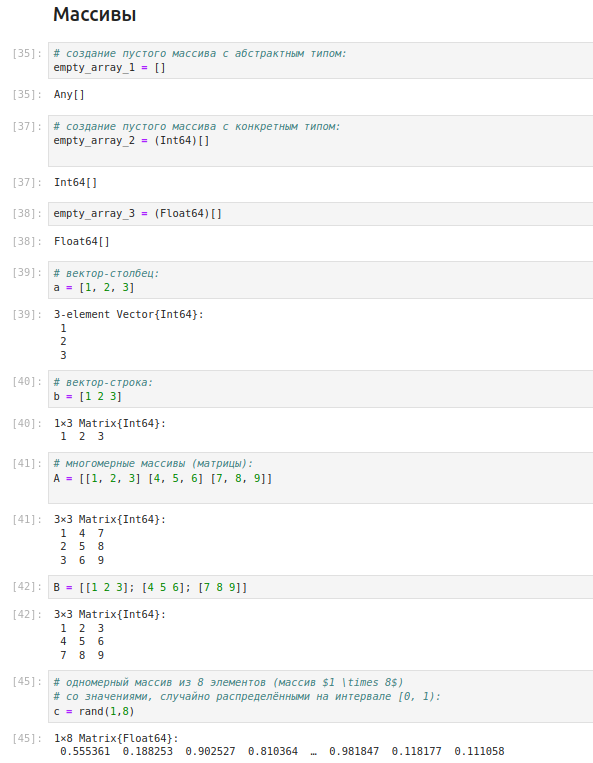 Массивы
[35]: # создание пустого массива с абстрактным типом:
empty_array_1 = []
[35]: Any[]
[37]: # создание пустого массива с конкретным типом:
empty_array_2 = (Int64)[]
[37]: Int64[]
[38]: empty_array_3 = (Float64)[]
[38]: Float64[]
[39]: # вектор-столбец:
a = [1, 2, 3]
[39]: 3-element Vector{Int64}:
1
2
3
[40]: # вектор-строка:
b = [1 2 3]
[40]: 1×3 Matrix{Int64}:
1 2 3
[41]: # многомерные массивы (матрицы):
A = [[1, 2, 3] [4, 5, 6] [7, 8, 9]]
[41]: 3×3 Matrix{Int64}:
1 4 7
2 5 8
3 6 9
[42]: B = [[1 2 3]; [4 5 6]; [7 8 9]]
[42]: 3×3 Matrix{Int64}:
1 2 3
4 5 6
7 8 9
[45]: # одномерный массив из 8 элементов (массив $1 \times 8$)
# со значениями, случайно распределёнными на интервале [0, 1):
c = rand(1,8)
[45]: 1×8 Matrix{Float64}:
0.555361 0.188253 0.902527 0.810364 … 0.981847 0.118177 0.111058